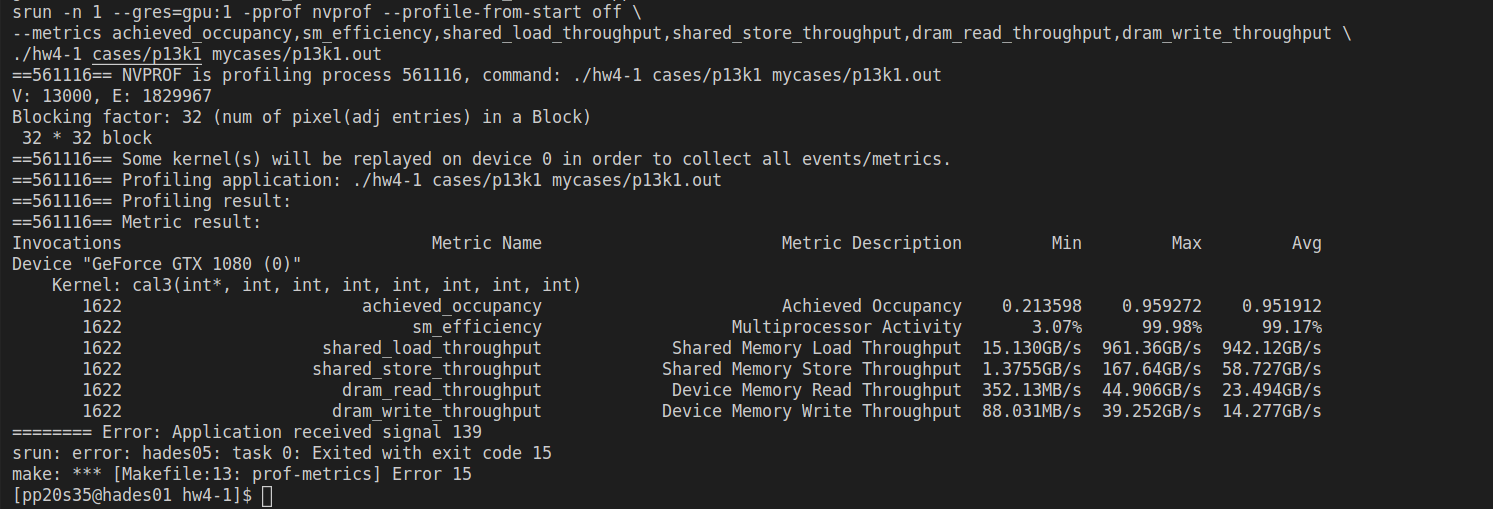 srun -n 1 --gres=gpu:1 -pprof nvprof --profile-from-start off \
--metrics achieved_occupancy,sm_efficiency,shared_load_throughput,shared_store_throughput,dram_read_throughput,dram_write_throughput \
./hw4-1 cases/p13k1 mycases/p13k1.out
==561116== NVPROF is profiling process 561116, command: ./hw4-1 cases/p13k1 mycases/p13k1.out
V: 13000, E: 1829967
Blocking factor: 32 (num of pixel(adj entries) in a Block)
 32 * 32 block
==561116== Some kernel(s) will be replayed on device 0 in order to collect all events/metrics.
==561116== Profiling application: ./hw4-1 cases/p13k1 mycases/p13k1.out
==561116== Profiling result:
==561116== Metric result:
Invocations                               Metric Name                        Metric Description         Min         Max         Avg
Device "GeForce GTX 1080 (0)"
    Kernel: cal3(int*, int, int, int, int, int, int, int)
       1622                        achieved_occupancy                        Achieved Occupancy    0.213598    0.959272    0.951912
       1622                             sm_efficiency                   Multiprocessor Activity       3.07%      99.98%      99.17%
       1622                    shared_load_throughput             Shared Memory Load Throughput  15.130GB/s  961.36GB/s  942.12GB/s
       1622                   shared_store_throughput            Shared Memory Store Throughput  1.3755GB/s  167.64GB/s  58.727GB/s
       1622                      dram_read_throughput             Device Memory Read Throughput  352.13MB/s  44.906GB/s  23.494GB/s
       1622                     dram_write_throughput            Device Memory Write Throughput  88.031MB/s  39.252GB/s  14.277GB/s
======== Error: Application received signal 139
srun: error: hades05: task 0: Exited with exit code 15
make: *** [Makefile:13: prof-metrics] Error 15
[pp20s35@hades01 hw4-1]$